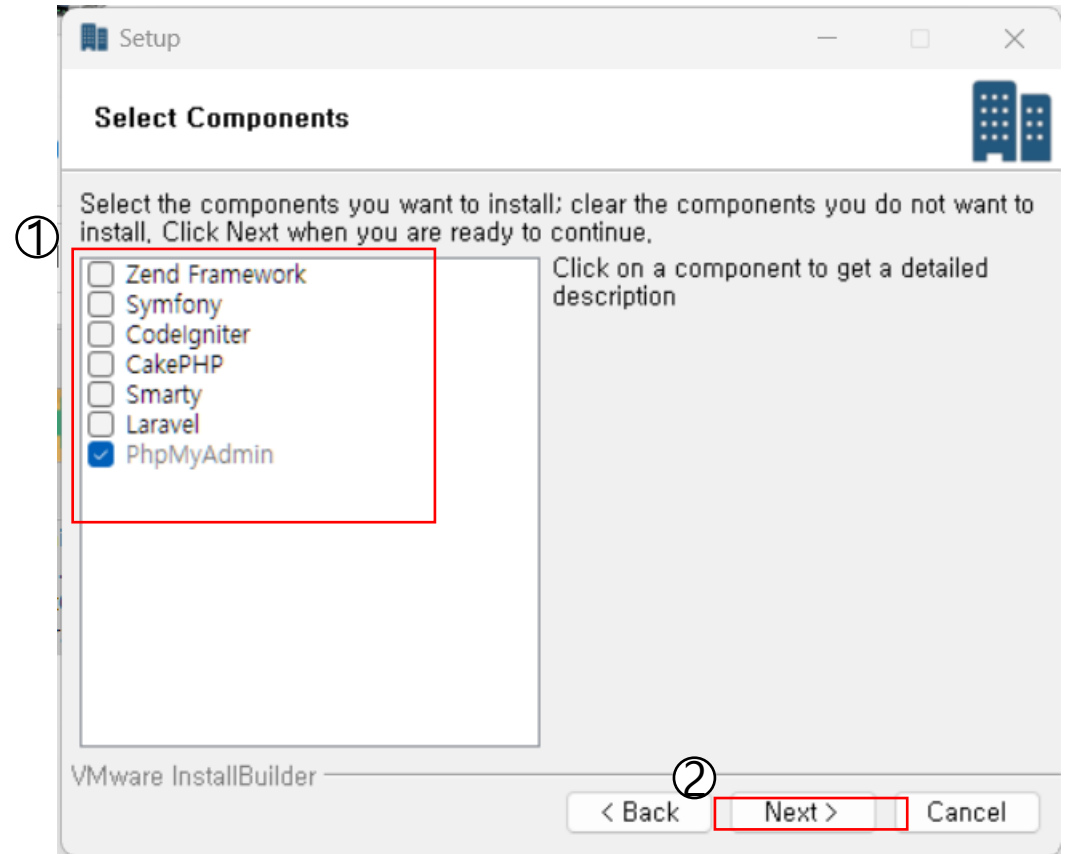 Setup
Select Components
Select the components you want to install; clear the components you do not want to
install, Click Next when you are ready to continue,
①
Zend Framework
Symfony
CodeIgniter
CakePHP
Smarty
Laravel
PhpMyAdmin
Click on a component to get a detailed
description
VMware InstallBuilder
②
< Back
Next >
Cancel